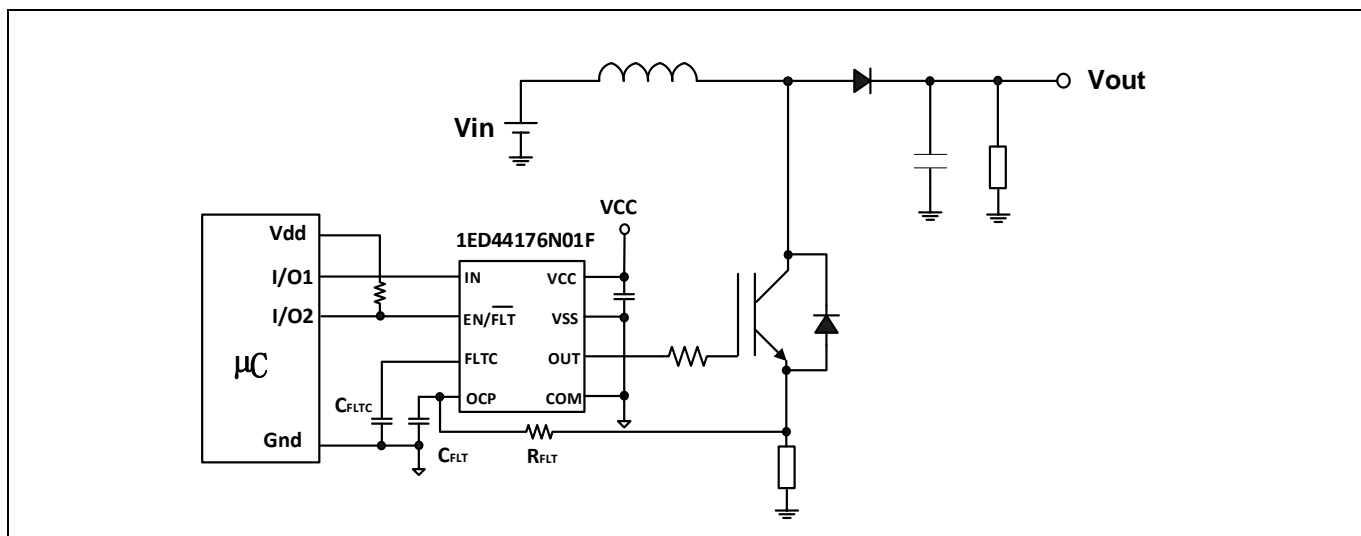 Vout
Vin
VCC
1ED44176N01F
Vdd
I/O1
I/O2
μC
Gnd
IN
EN/FLT
FLTC
OCP
VCC
VSS
OUT
COM
CFLTC
CFLT
RFLT